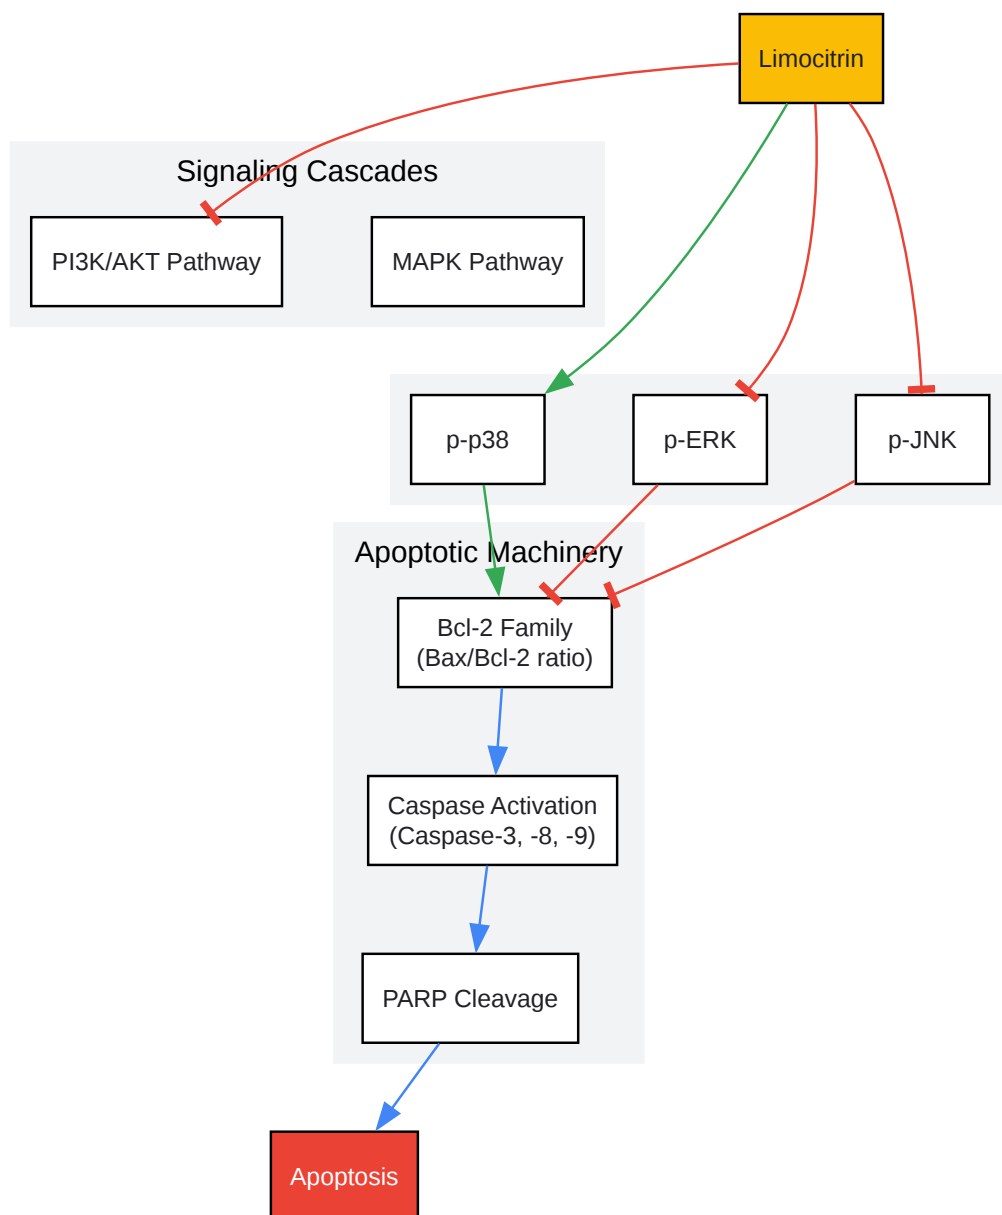 Limocitrin
Signaling Cascades
PI3K/AKT Pathway
MAPK Pathway
p-p38
p-ERK
p-JNK
Apoptotic Machinery
Bcl-2 Family
(Bax/Bcl-2 ratio)
Caspase Activation
(Caspase-3, -8, -9)
PARP Cleavage
Apoptosis